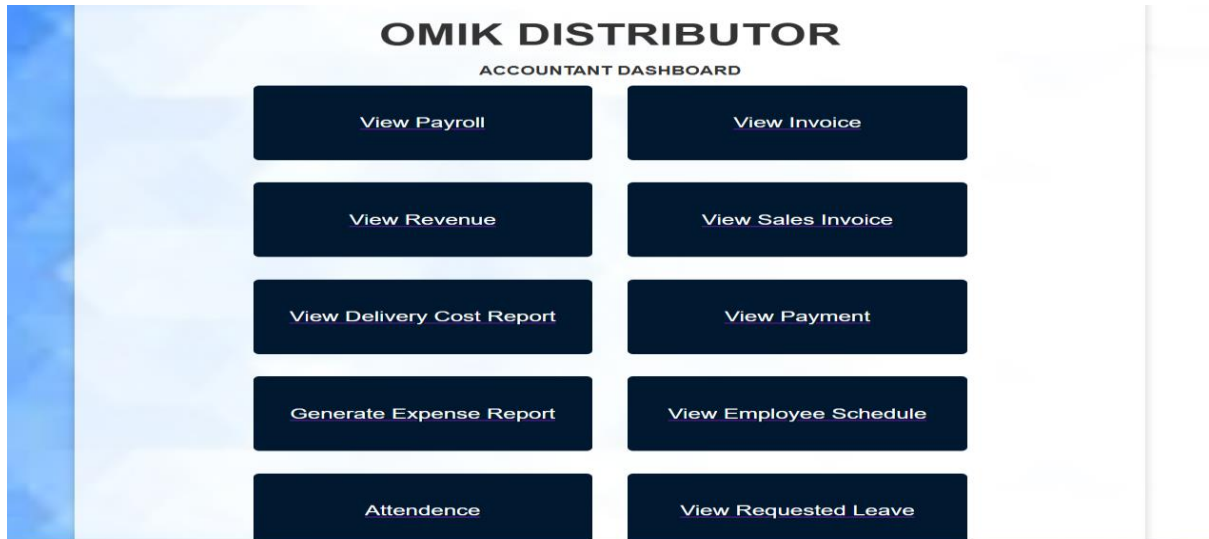 OMIK DISTRIBUTOR
ACCOUNTANT DASHBOARD
View Payroll
View Invoice
View Revenue
View Sales Invoice
View Delivery Cost Report
View Payment
Generate Expense Report
View Employee Schedule
Attendence
View Requested Leave